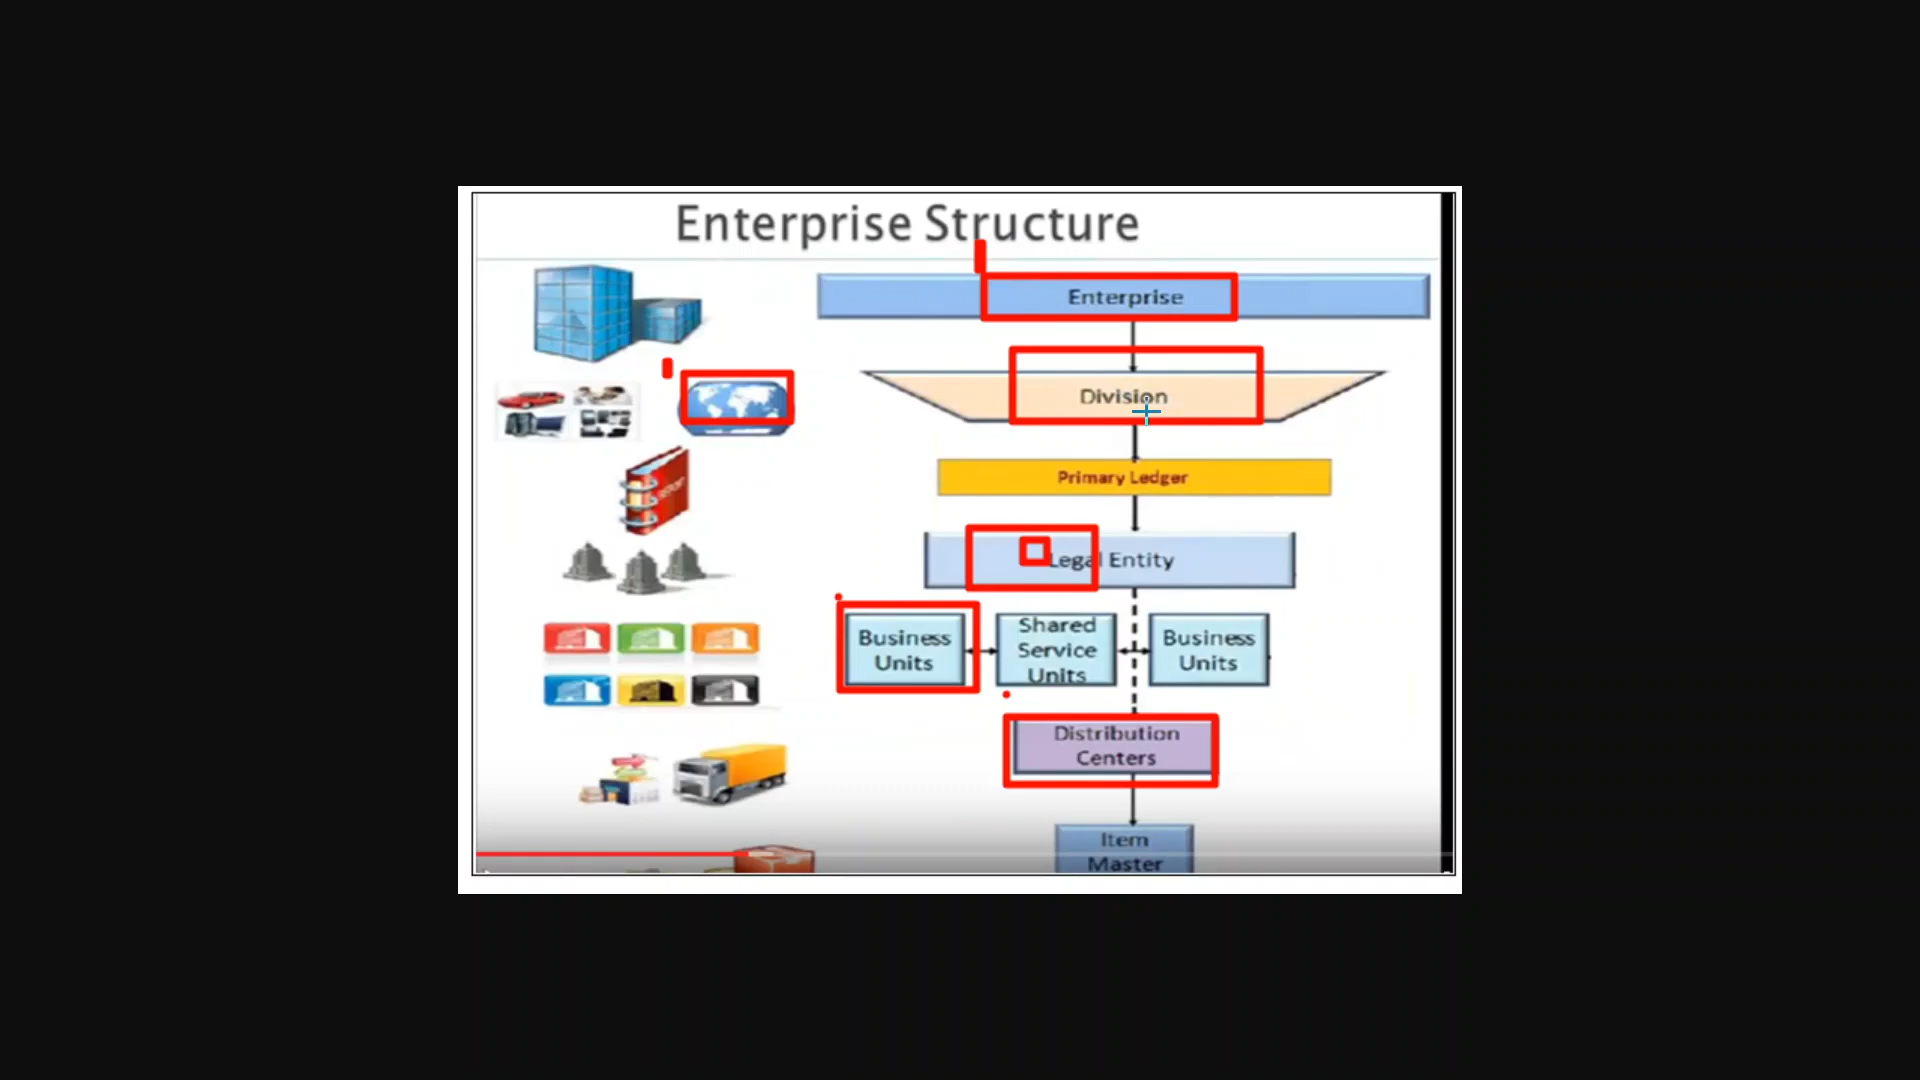 Enterprise Structure
Enterprise
Division
Primary Ledger
Legal Entity
Business
Units
Shared
Service
Units
Business
Units
Distribution
Centers
Item
Master